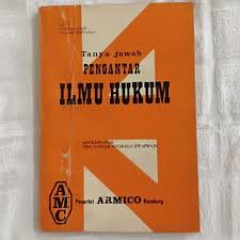 Tanya jawab
PENGANTAR
ILMU HUKUM
AMC
Penerbit ARMICO Bandung